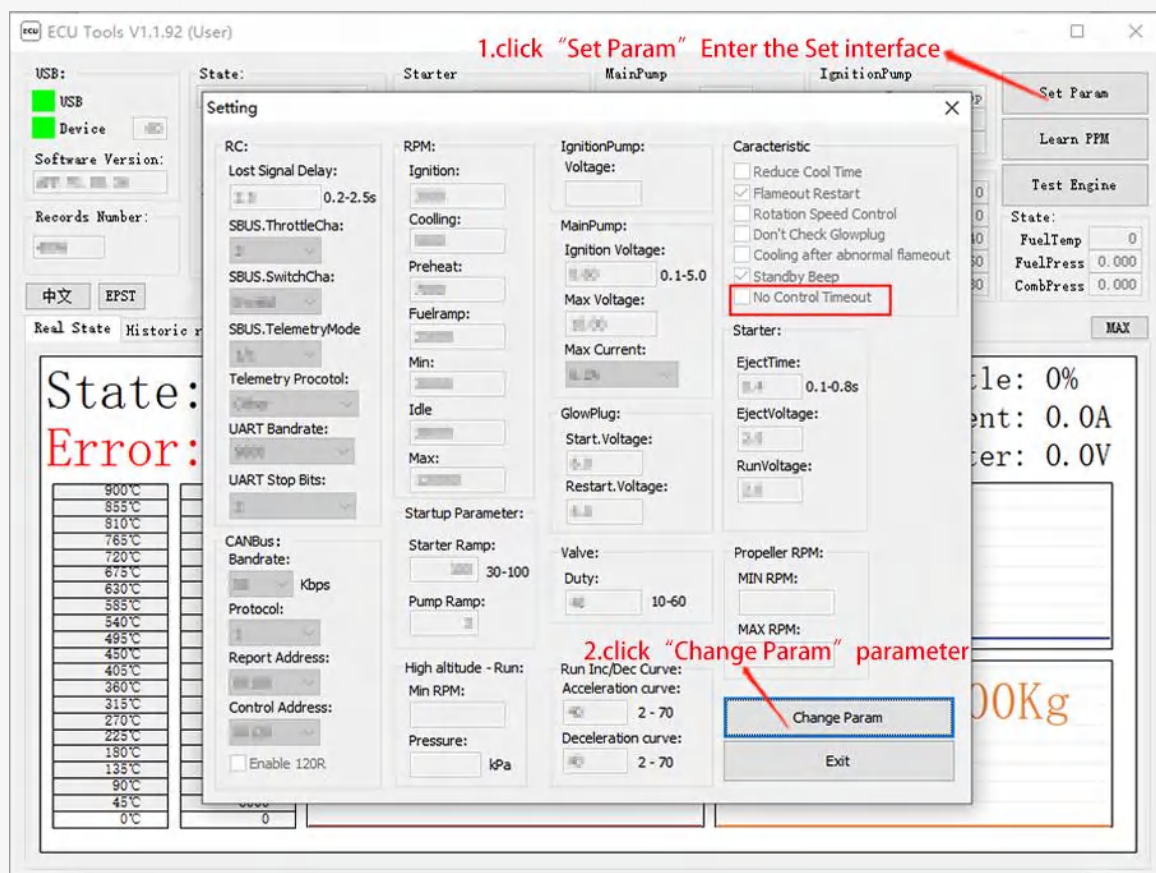 ECU Tools V1.1.92 (User)
1.click “Set Param” Enter the Set interface
USB:
USB
Device
Software Version:
Records Number:
中文
EPST
State:
Starter
MainPump
IgnitionPump
Set Param
Learn PPM
Test Engine
State:
FuelTemp 0
FuelPress 0.000
CombPress 0.000
Real State
Historic r
MAX
State:
Error:
tle: 0%
ent: 0.0A
ter: 0.0V
00Kg
900℃
855℃
810℃
765℃
720℃
675℃
630℃
585℃
540℃
495℃
450℃
405℃
360℃
315℃
270℃
225℃
180℃
135℃
90℃
45℃
0℃ 0
Setting
RC:
Lost Signal Delay:
0.2-2.5s
SBUS.ThrottleCha:
SBUS.SwitchCha:
SBUS.TelemetryMode
Telemetry Procotol:
UART Bandrate:
UART Stop Bits:
CANBus:
Bandrate:
Kbps
Protocol:
Report Address:
Control Address:
Enable 120R
RPM:
Ignition:
Coolling:
Preheat:
Fuelramp:
Min:
Idle
Max:
Startup Parameter:
Starter Ramp:
30-100
Pump Ramp:
High altitude - Run:
Min RPM:
Pressure:
kPa
IgnitionPump:
Voltage:
MainPump:
Ignition Voltage:
0.1-5.0
Max Voltage:
Max Current:
GlowPlug:
Start.Voltage:
Restart.Voltage:
Valve:
Duty:
10-60
Run Inc/Dec Curve:
Acceleration curve:
2 - 70
Deceleration curve:
2 - 70
Caracteristic
Reduce Cool Time
Flameout Restart
Rotation Speed Control
Don't Check Glowplug
Cooling after abnormal flameout
Standby Beep
No Control Timeout
Starter:
EjectTime:
0.1-0.8s
EjectVoltage:
RunVoltage:
Propeller RPM:
MIN RPM:
MAX RPM:
2.click “Change Param” parameter
Change Param
Exit